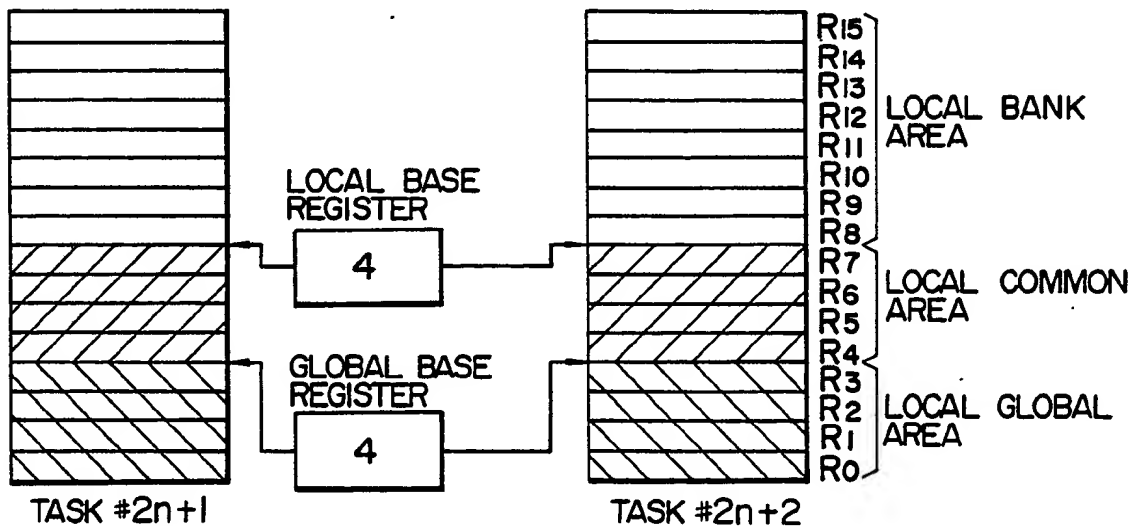 R15
R14
R13
R12
R11
R10
R9
R8
R7
R6
R5
R4
R3
R2
R1
R0
LOCAL BANK
AREA
LOCAL COMMON
AREA
LOCAL GLOBAL
AREA
LOCAL BASE
REGISTER
4
GLOBAL BASE
REGISTER
4
TASK #2n+1
TASK #2n+2